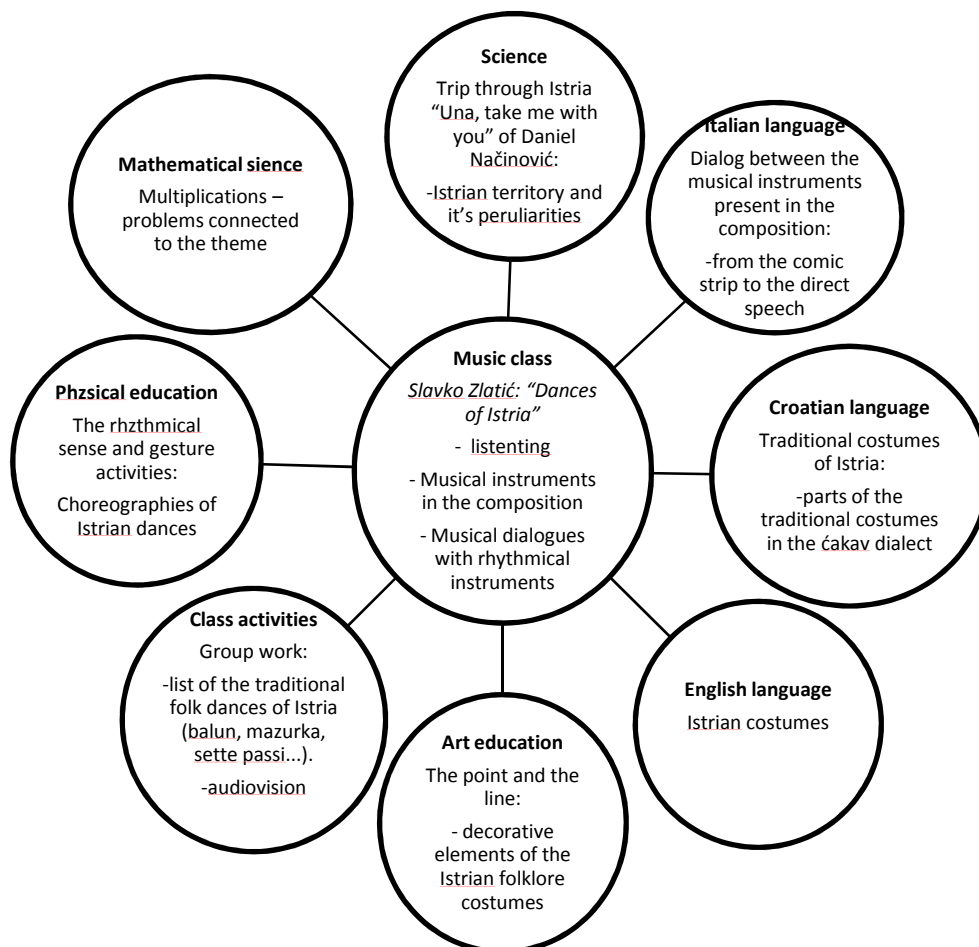 Science
Trip through Istria
“Una, take me with
you” of Daniel
Načinović:
-Istrian territory and
it’s peruliarities
Italian language
Dialog between the
musical instruments
present in the
composition:
-from the comic
strip to the direct
speech
Mathematical sience
Multiplications –
problems connected
to the theme
Music class
Slavko Zlatić: “Dances
of Istria”
- listenting
- Musical instruments
in the composition
- Musical dialogues
with rhythmical
instruments
Phzsical education
The rhzthmical
sense and gesture
activities:
Choreographies of
Istrian dances
Croatian language
Traditional costumes
of Istria:
-parts of the
traditional costumes
in the ćakav dialect
Class activities
Group work:
-list of the traditional
folk dances of Istria
(balun, mazurka,
sette passi...).
-audiovision
English language
Istrian costumes
Art education
The point and the
line:
- decorative
elements of the
Istrian folklore
costumes